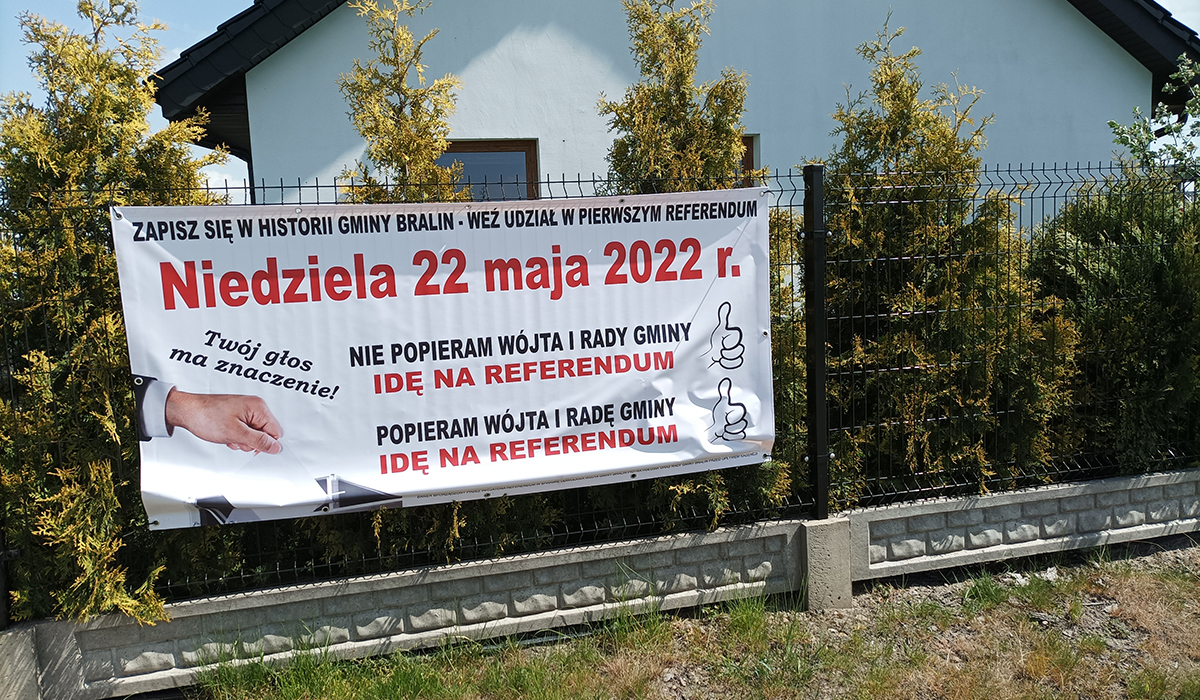 ZAPISZ SIĘ W HISTORII GMINY BRALIN - WEŹ UDZIAŁ W PIERWSZYM REFERENDUM
Niedziela 22 maja 2022 r.
Twój głos
ma znaczenie!
NIE POPIERAM WÓJTA I RADY GMINY
IDĘ NA REFERENDUM
POPIERAM WÓJTA I RADĘ GMINY
IDĘ NA REFERENDUM